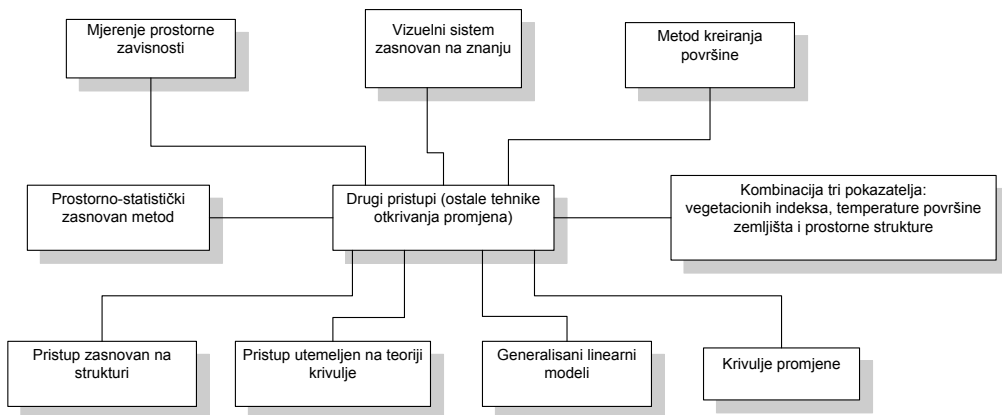 Mjerenje prostorne
zavisnosti
Vizuelni sistem
zasnovan na znanju
Metod kreiranja
površine
Prostorno-statistički
zasnovan metod
Drugi pristupi (ostale tehnike
otkrivanja promjena)
Kombinacija tri pokazatelja:
vegetacionih indeksa, temperature površine
zemljišta i prostorne strukture
Pristup zasnovan na
strukturi
Pristup utemeljen na teoriji
krivulje
Generalisani linearni
modeli
Krivulje promjene